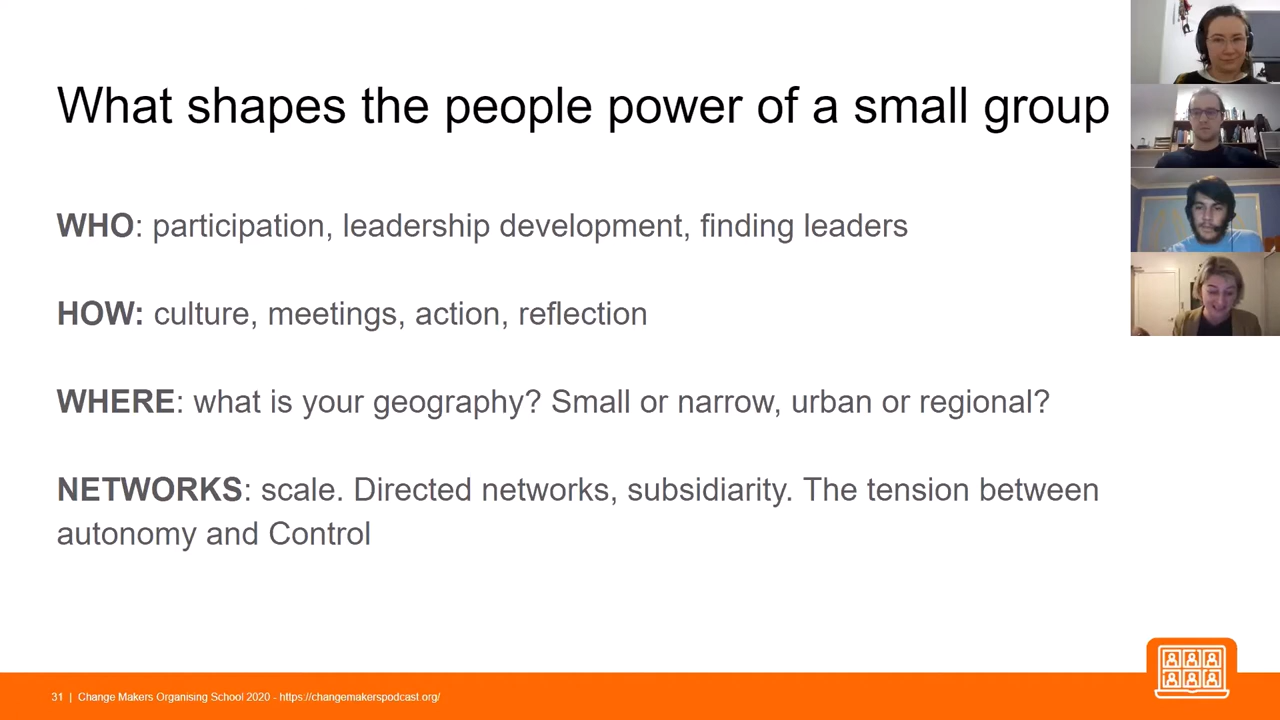 What shapes the people power of a small group
WHO: participation, leadership development, finding leaders
HOW: culture, meetings, action, reflection
WHERE: what is your geography? Small or narrow, urban or regional?
NETWORKS: scale. Directed networks, subsidiarity. The tension between
autonomy and Control
31 | Change Makers Organising School 2020 - https://changemakerspodcast.org/